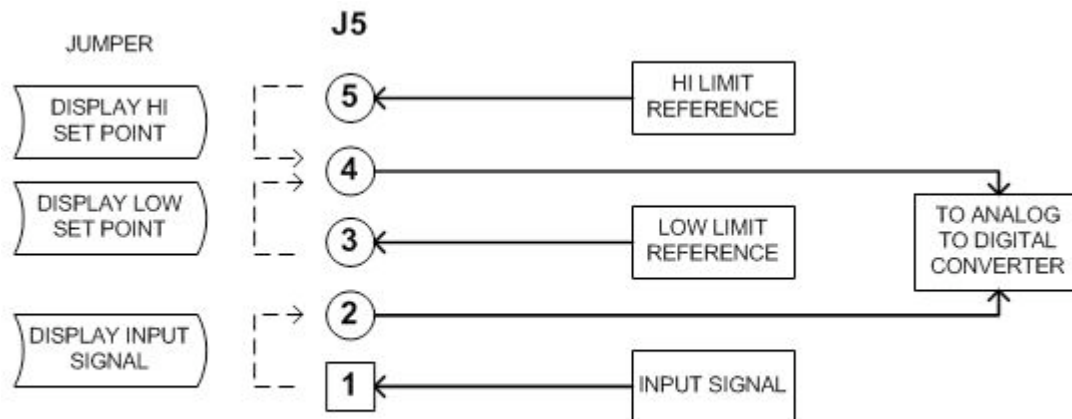 J5
JUMPER
DISPLAY HI
SET POINT
5
HI LIMIT
REFERENCE
4
DISPLAY LOW
SET POINT
3
LOW LIMIT
REFERENCE
TO ANALOG
TO DIGITAL
CONVERTER
2
DISPLAY INPUT
SIGNAL
1
INPUT SIGNAL